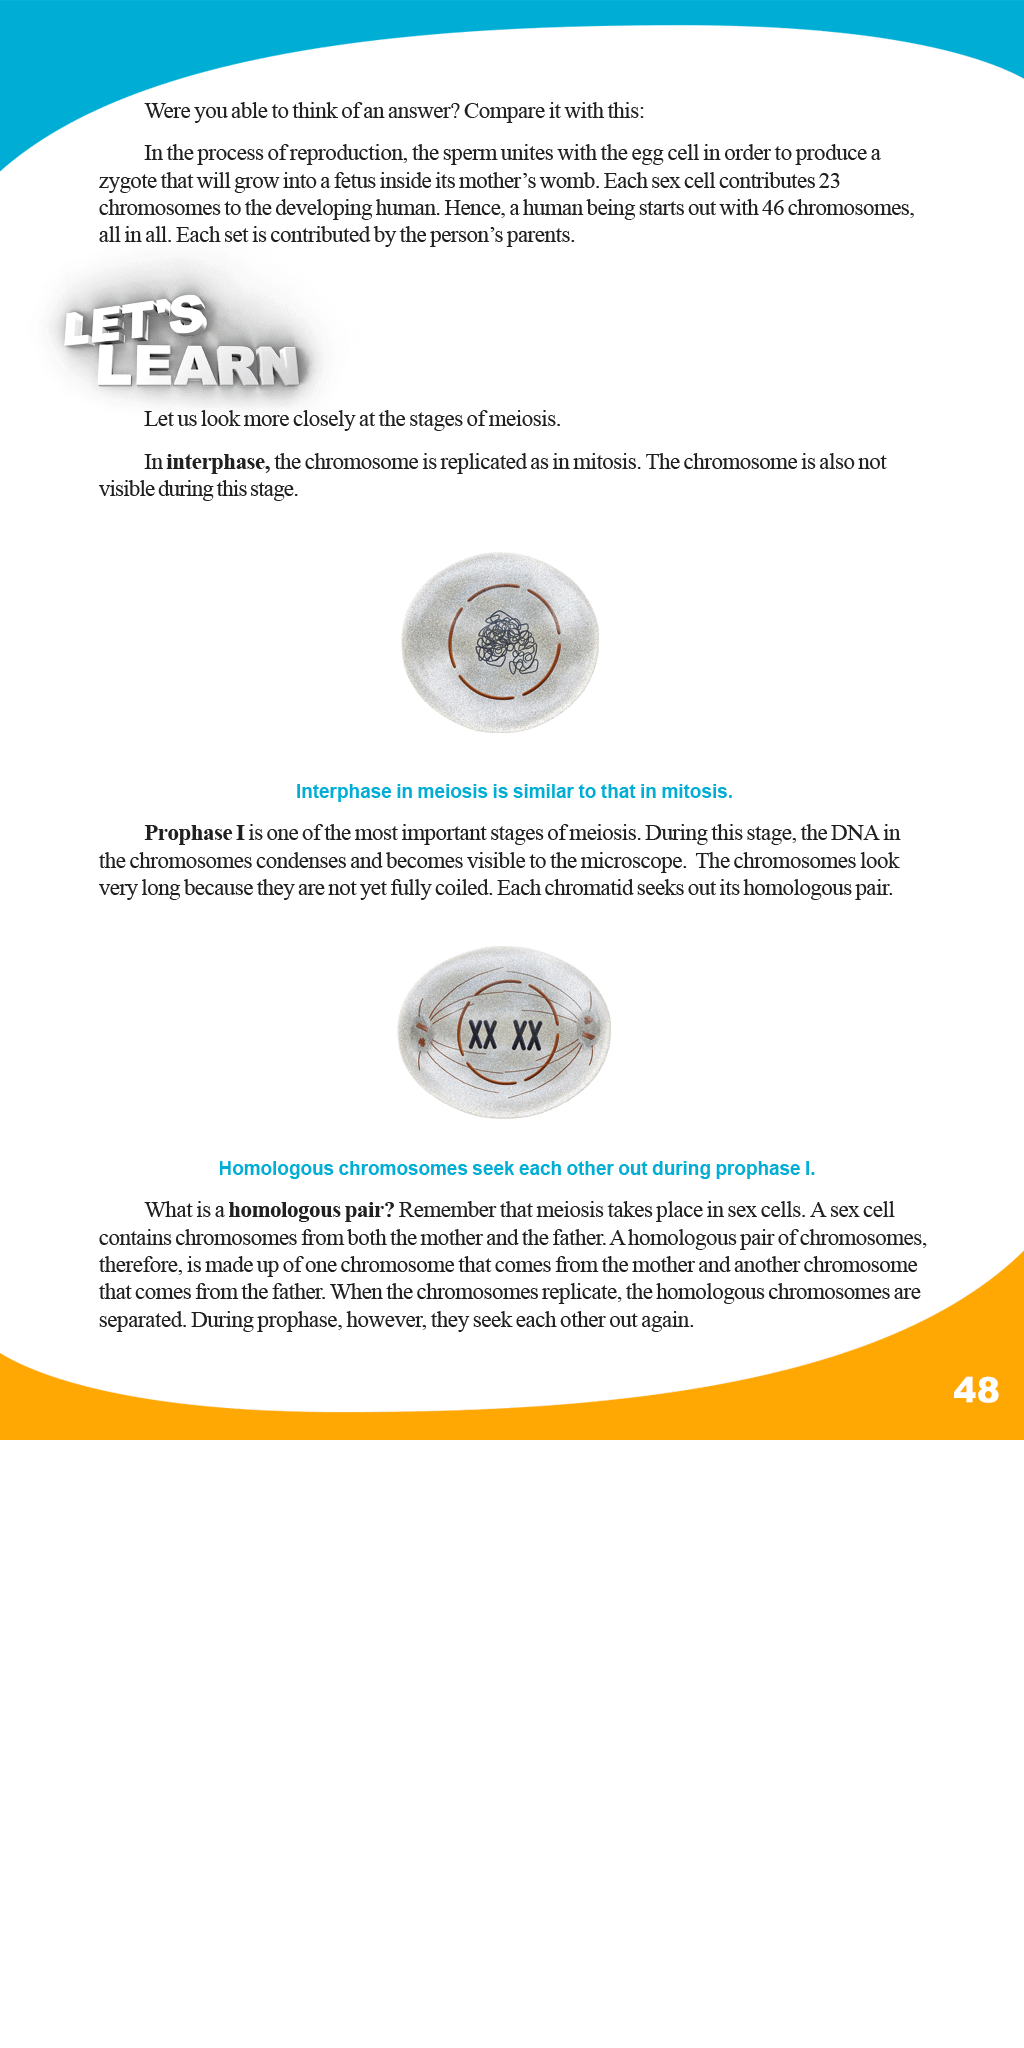 Were you able to think of an answer? Compare it with this:
In the process of reproduction, the sperm unites with the egg cell in order to produce a
zygote that will grow into a fetus inside its mother's womb. Each sex cell contributes 23
chromosomes to the developing human. Hence, a human being starts out with 46 chromosomes,
all in all. Each set is contributed by the person's parents.
LET'S
LEARN
Let us look more closely at the stages of meiosis.
In interphase, the chromosome is replicated as in mitosis. The chromosome is also not
visible during this stage.
Interphase in meiosis is similar to that in mitosis.
Prophase I is one of the most important stages of meiosis. During this stage, the DNA in
the chromosomes condenses and becomes visible to the microscope. The chromosomes look
very long because they are not yet fully coiled. Each chromatid seeks out its homologous pair.
Homologous chromosomes seek each other out during prophase I.
What is a homologous pair? Remember that meiosis takes place in sex cells. A sex cell
contains chromosomes from both the mother and the father. A homologous pair of chromosomes,
therefore, is made up of one chromosome that comes from the mother and another chromosome
that comes from the father. When the chromosomes replicate, the homologous chromosomes are
separated. During prophase, however, they seek each other out again.
48